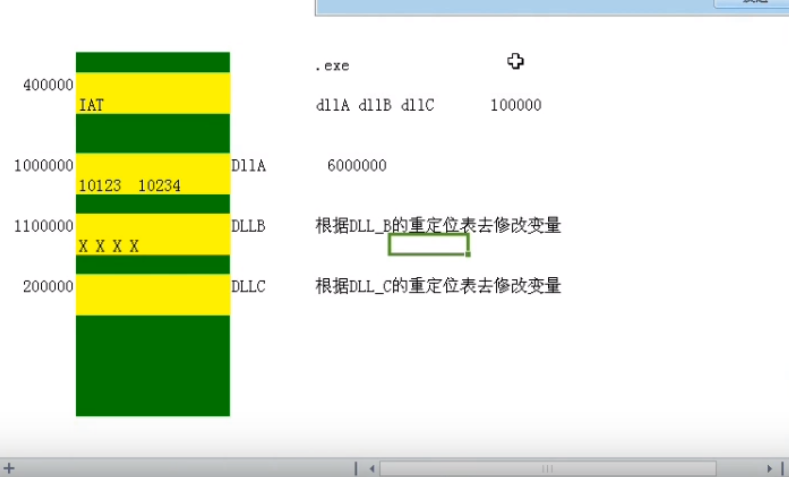 .exe
400000
IAT dllA dllB dllC 100000
1000000 DllA 6000000
10123 10234
1100000 DLLB 根据DLL_B的重定位表去修改变量
X X X X
200000 DLLC 根据DLL_C的重定位表去修改变量